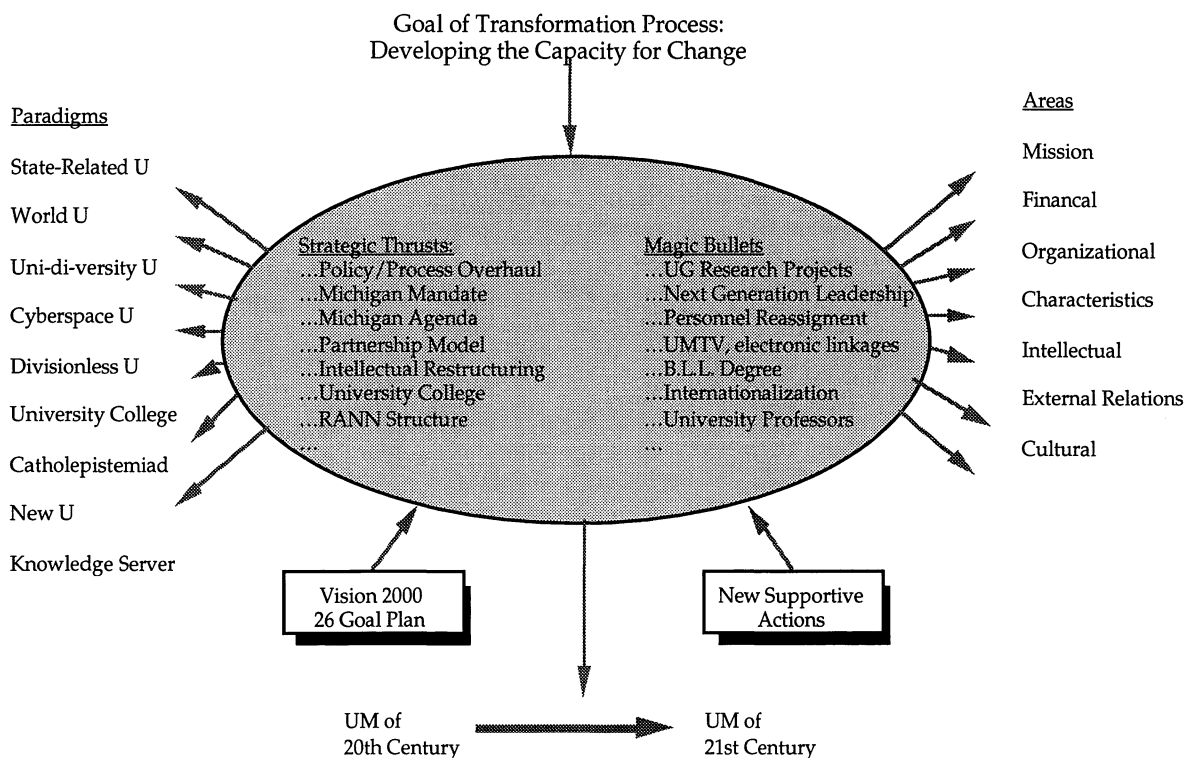 Goal of Transformation Process:
Developing the Capacity for Change
Paradigms
State-Related U
World U
Uni-di-versity U
Cyberspace U
Divisionless U
University College
Catholepistemiad
New U
Knowledge Server
Strategic Thrusts:
...Policy/Process Overhaul
...Michigan Mandate
...Michigan Agenda
...Partnership Model
...Intellectual Restructuring
...University College
...RANN Structure
...
Magic Bullets
...UG Research Projects
...Next Generation Leadership
...Personnel Reassigment
...UMTV, electronic linkages
...B.L.L. Degree
...Internationalization
...University Professors
...
Areas
Mission
Financal
Organizational
Characteristics
Intellectual
External Relations
Cultural
Vision 2000
26 Goal Plan
New Supportive
Actions
UM of
20th Century
UM of
21st Century